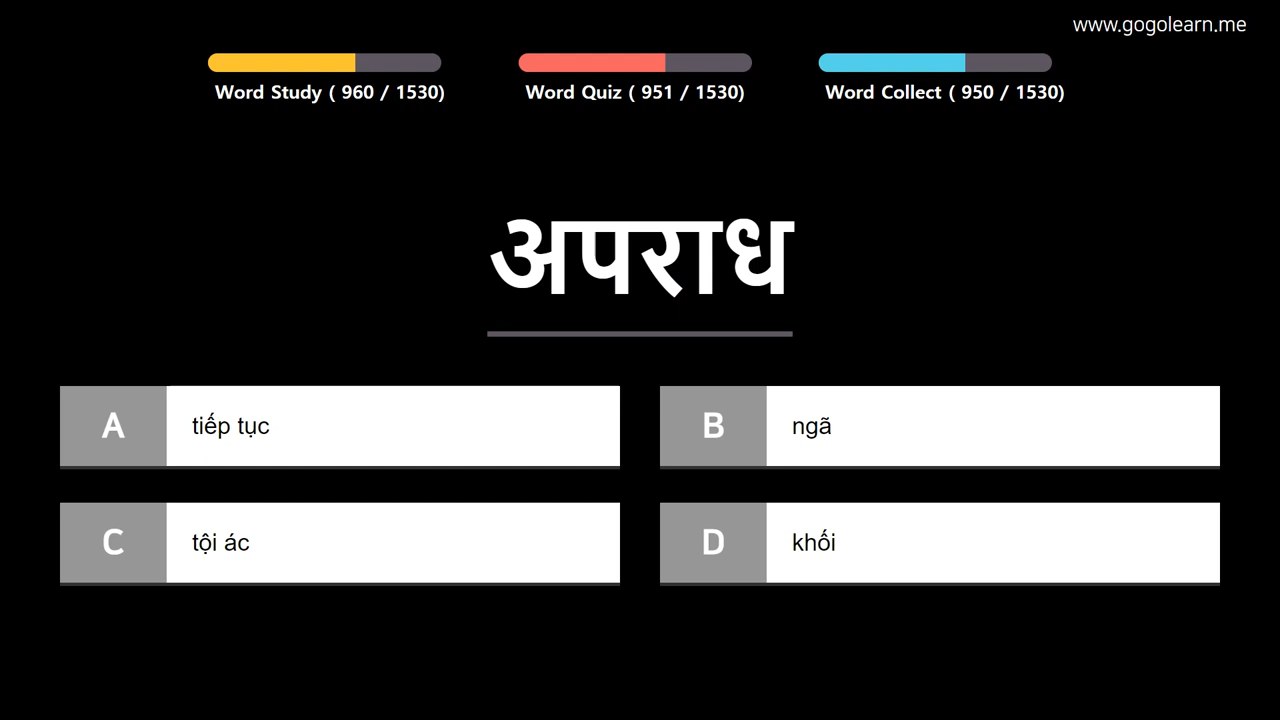 www.gogolearn.me
Word Study ( 960 / 1530)
Word Quiz ( 951 / 1530)
Word Collect ( 950 / 1530)
अपराध
A tiếp tục
B ngã
C tội ác
D khối